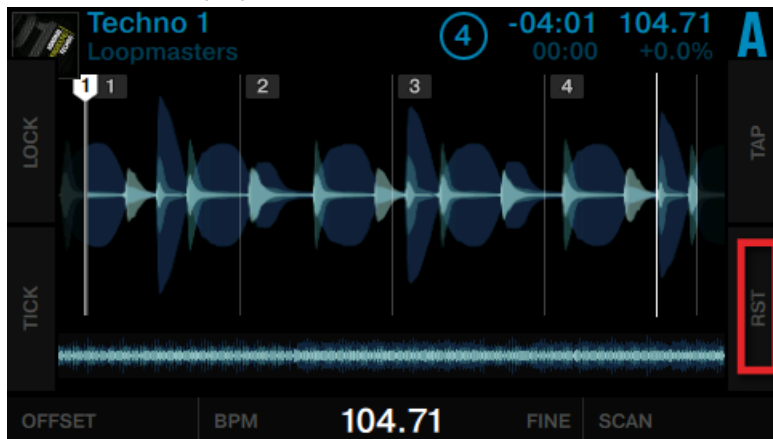 Techno 1
Loopmasters
4
-04:01 104.71
00:00 +0.0%
A
1 1 2 3 4
LOCK
TAP
TICK
RST
OFFSET BPM 104.71 FINE SCAN